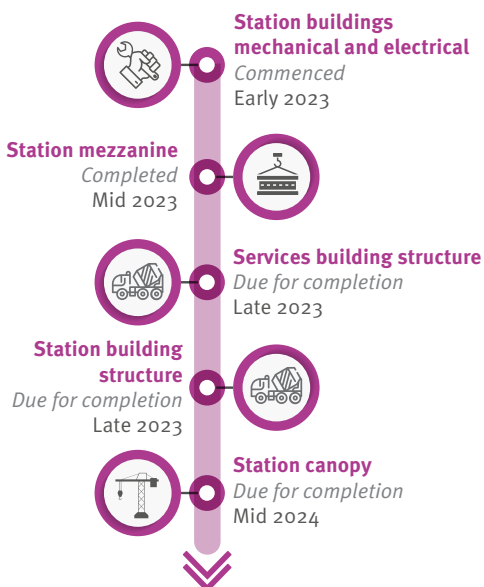 Station buildings
mechanical and electrical
Commenced
Early 2023
Station mezzanine
Completed
Mid 2023
Services building structure
Due for completion
Late 2023
Station building
structure
Due for completion
Late 2023
Station canopy
Due for completion
Mid 2024